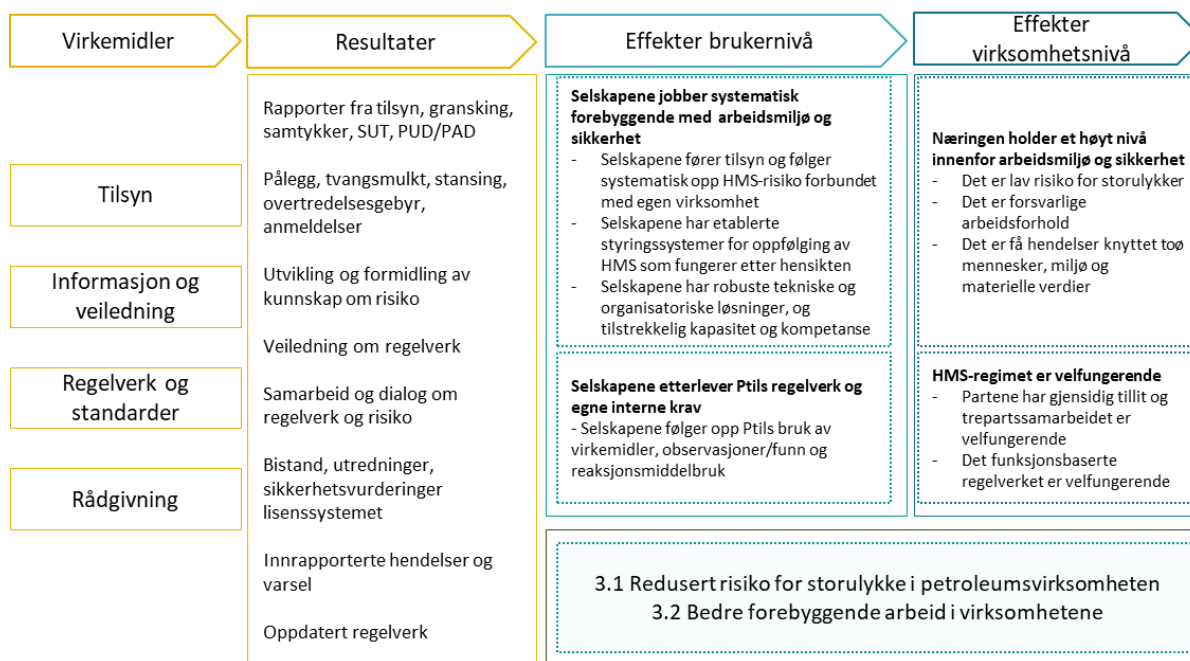 Virkemidler
Resultater
Effekter brukernivå
Effekter
virksomhetsnivå
Tilsyn
Informasjon og
veiledning
Regelverk og
standarder
Rådgivning
Rapporter fra tilsyn, gransking,
samtykker, SUT, PUD/PAD
Pålegg, tvangsmulkt, stansing,
overtredelsesgebyr,
anmeldelser
Utvikling og formidling av
kunnskap om risiko
Veiledning om regelverk
Samarbeid og dialog om
regelverk og risiko
Bistand, utredninger,
sikkerhetsvurderinger
lisenssystemet
Innrapporterte hendelser og
varsel
Oppdatert regelverk
Selskapene jobber systematisk
forebyggende med arbeidsmiljø og
sikkerhet
- Selskapene fører tilsyn og følger
systematisk opp HMS-risiko forbundet
med egen virksomhet
- Selskapene har etablerte
styringssystemer for oppfølging av
HMS som fungerer etter hensikten
- Selskapene har robuste tekniske og
organisatoriske løsninger, og
tilstrekkelig kapasitet og kompetanse
Selskapene etterlever Ptils regelverk og
egne interne krav
- Selskapene følger opp Ptils bruk av
virkemidler, observasjoner/funn og
reaksjonsmiddelbruk
Næringen holder et høyt nivå
innenfor arbeidsmiljø og sikkerhet
- Det er lav risiko for storulykker
- Det er forsvarlige
arbeidsforhold
- Det er få hendelser knyttet toø
mennesker, miljø og
materielle verdier
HMS-regimet er velfungerende
- Partene har gjensidig tillit og
trepartssamarbeidet er
velfungerende
- Det funksjonsbaserte
regelverket er velfungerende
3.1 Redusert risiko for storulykke i petroleumsvirksomheten
3.2 Bedre forebyggende arbeid i virksomhetene